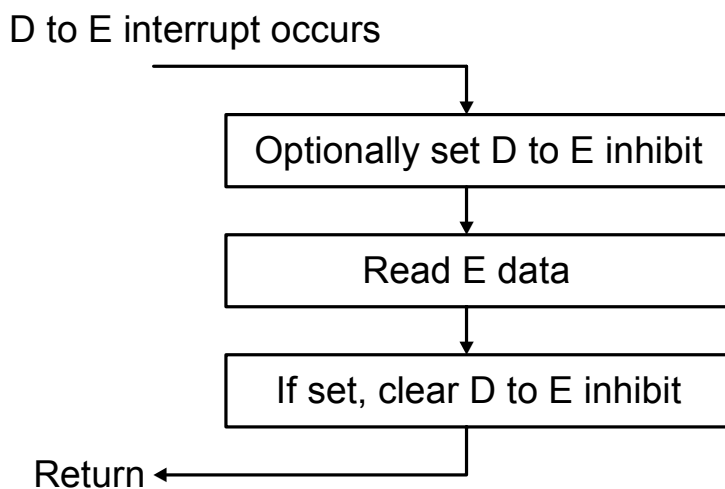 D to E interrupt occurs
Optionally set D to E inhibit
Read E data
If set, clear D to E inhibit
Return